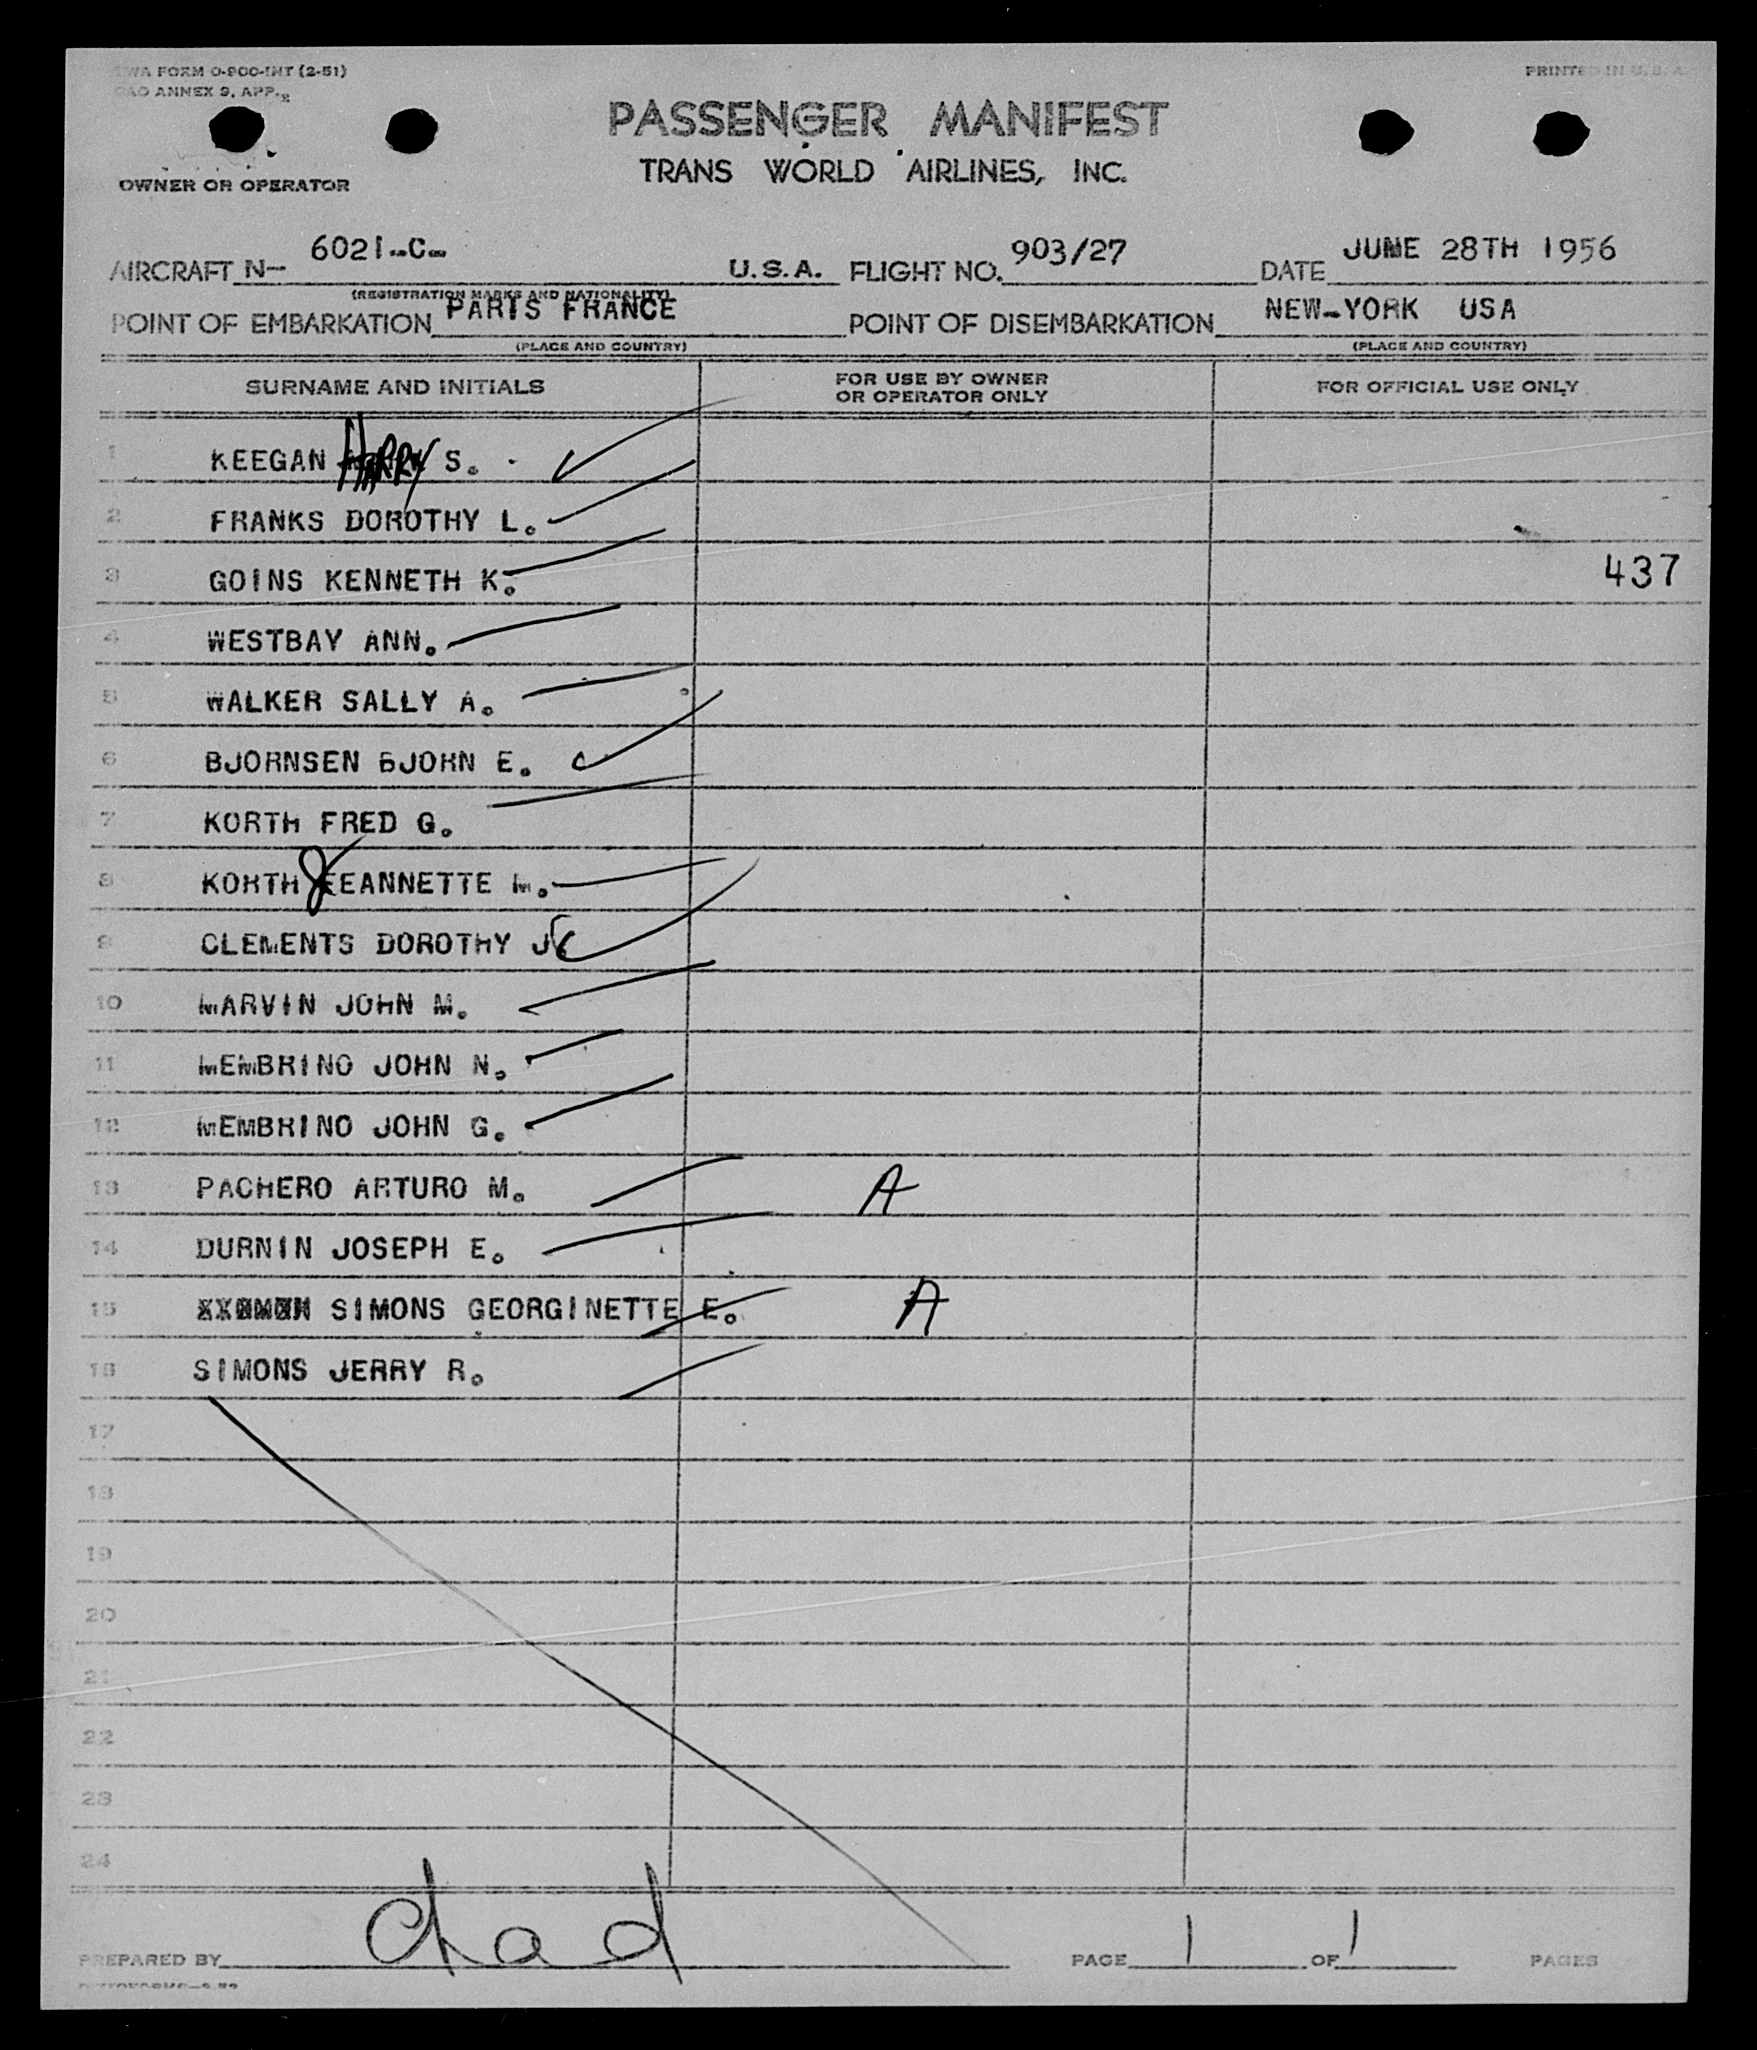 TWA FORM O-900-INT (2-51)
PRINTED IN U.S.A.
ICAO ANNEX 9, APP.
PASSENGER MANIFEST
TRANS WORLD AIRLINES, INC.
OWNER OR OPERATOR
AIRCRAFT N- 6021-C- U.S.A. FLIGHT NO. 903/27 DATE JUNE 28TH 1956
(REGISTRATION MARKS AND NATIONALITY)
POINT OF EMBARKATION PARIS FRANCE POINT OF DISEMBARKATION NEW-YORK USA
(PLACE AND COUNTRY) (PLACE AND COUNTRY)
SURNAME AND INITIALS FOR USE BY OWNER OR OPERATOR ONLY FOR OFFICIAL USE ONLY
1 KEEGAN HARRY S.
2 FRANKS DOROTHY L.
3 GOINS KENNETH K. 437
4 WESTBAY ANN.
5 WALKER SALLY A.
6 BJORNSEN BJOHN E.
7 KORTH FRED G.
8 KORTH JEEANNETTE M.
9 CLEMENTS DOROTHY J
10 MARVIN JOHN M.
11 MEMBRINO JOHN N.
12 MEMBRINO JOHN G.
13 PACHERO ARTURO M. A
14 DURNIN JOSEPH E.
15 SIMONS GEORGINETTE E. A
16 SIMONS JERRY R.
17
18
19
20
21
22
23
24
PREPARED BY PAGE 1 OF 1 PAGES